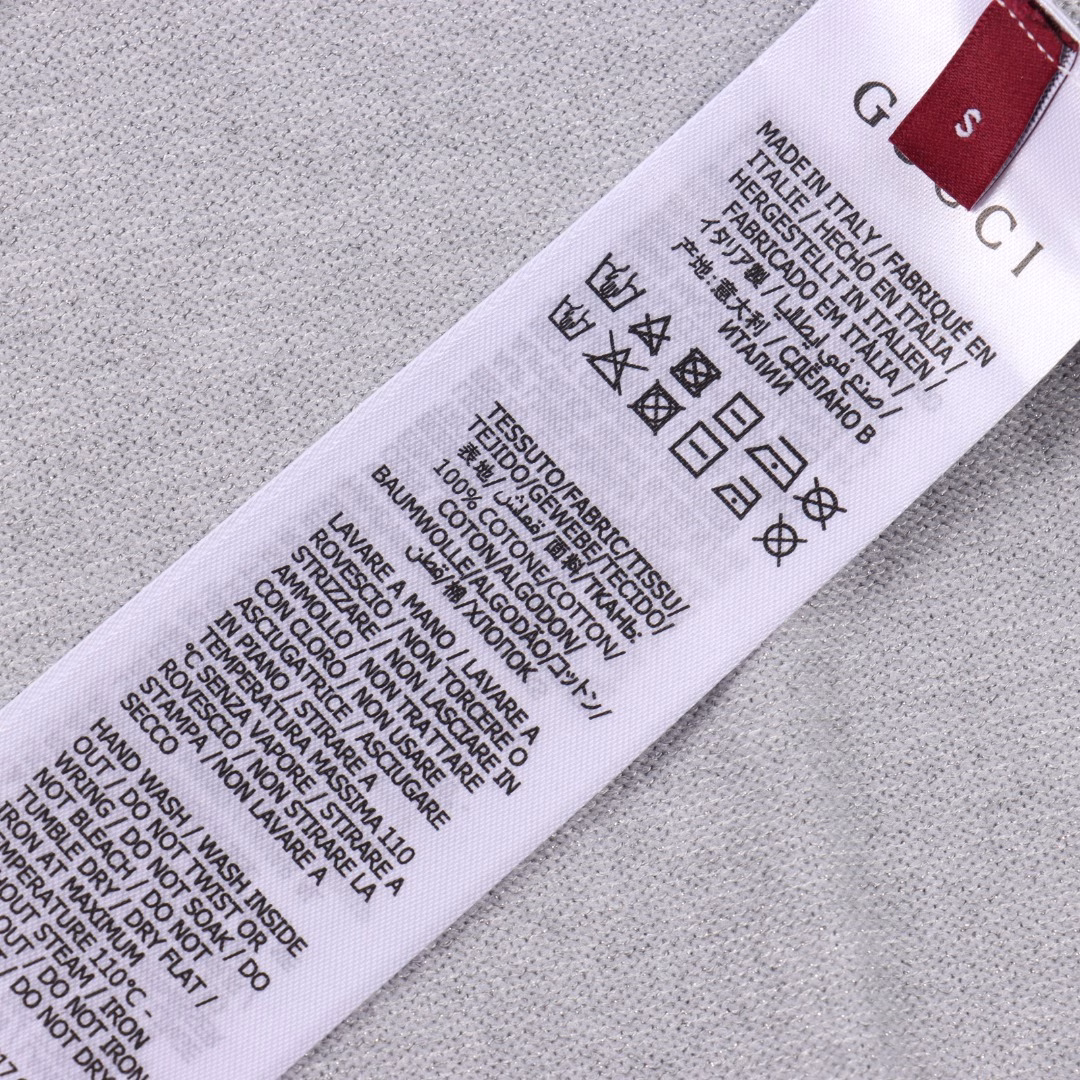 S
GUCCI
MADE IN ITALY / FABRIQUÉ EN
ITALIE / HECHO EN ITALIA /
HERGESTELLT IN ITALIEN /
FABRICADO EM ITÁLIA /
イタリア製 / صنع في ايطاليا /
产地:意大利 / СДЕЛАНО В
ИТАЛИИ
TESSUTO/FABRIC/TISSU/
TEJIDO/GEWEBE/TECIDO/
表地/قماش/面料/ТКАНЬ:
100% COTONE/COTTON/
COTON/ALGODON/
BAUMWOLLE/ALGODÃO/コットン/
قطن/棉/ХЛОПОК
LAVARE A MANO / LAVARE A
ROVESCIO / NON TORCERE O
STRIZZARE / NON LASCIARE IN
AMMOLLO / NON TRATTARE
CON CLORO / NON USARE
ASCIUGATRICE / ASCIUGARE
IN PIANO / STIRARE A
TEMPERATURA MASSIMA 110
°C SENZA VAPORE / STIRARE A
ROVESCIO / NON STIRARE LA
STAMPA / NON LAVARE A
SECCO
HAND WASH / WASH INSIDE
OUT / DO NOT TWIST OR
WRING / DO NOT SOAK / DO
NOT BLEACH / DO NOT
TUMBLE DRY / DRY FLAT /
IRON AT MAXIMUM
TEMPERATURE 110°C -
HOUT STEAM / IRON
OUT / DO NOT IRON
/ DO NOT DRY